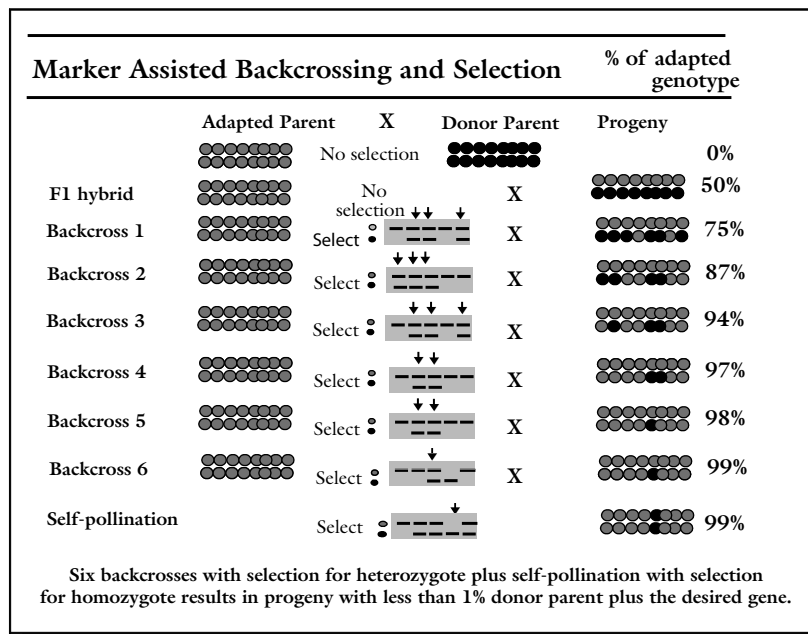 Marker Assisted Backcrossing and Selection
% of adapted
genotype
Adapted Parent X Donor Parent Progeny
No selection 0%
F1 hybrid No
selection X 50%
Backcross 1 Select X 75%
Backcross 2 Select X 87%
Backcross 3 Select X 94%
Backcross 4 Select X 97%
Backcross 5 Select X 98%
Backcross 6 Select X 99%
Self-pollination Select 99%
Six backcrosses with selection for heterozygote plus self-pollination with selection
for homozygote results in progeny with less than 1% donor parent plus the desired gene.